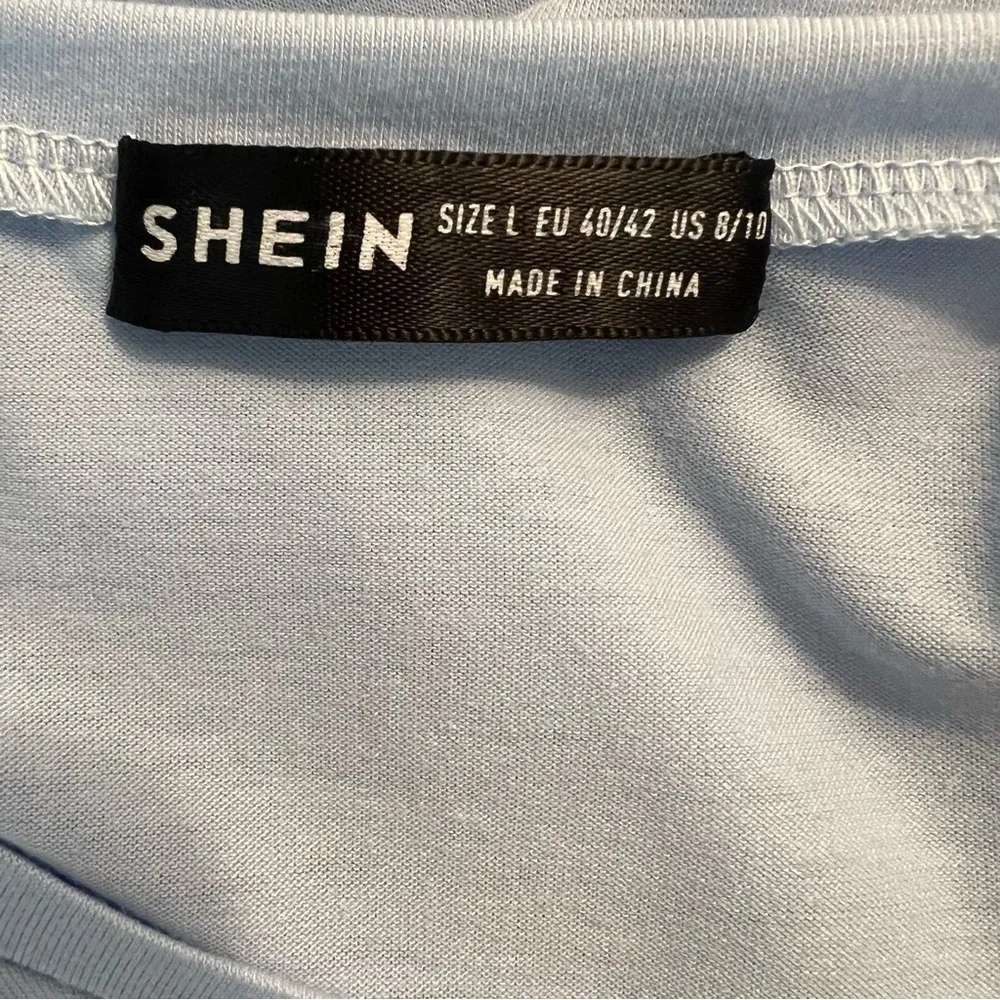 SHEIN
SIZE L EU 40/42 US 8/10
MADE IN CHINA